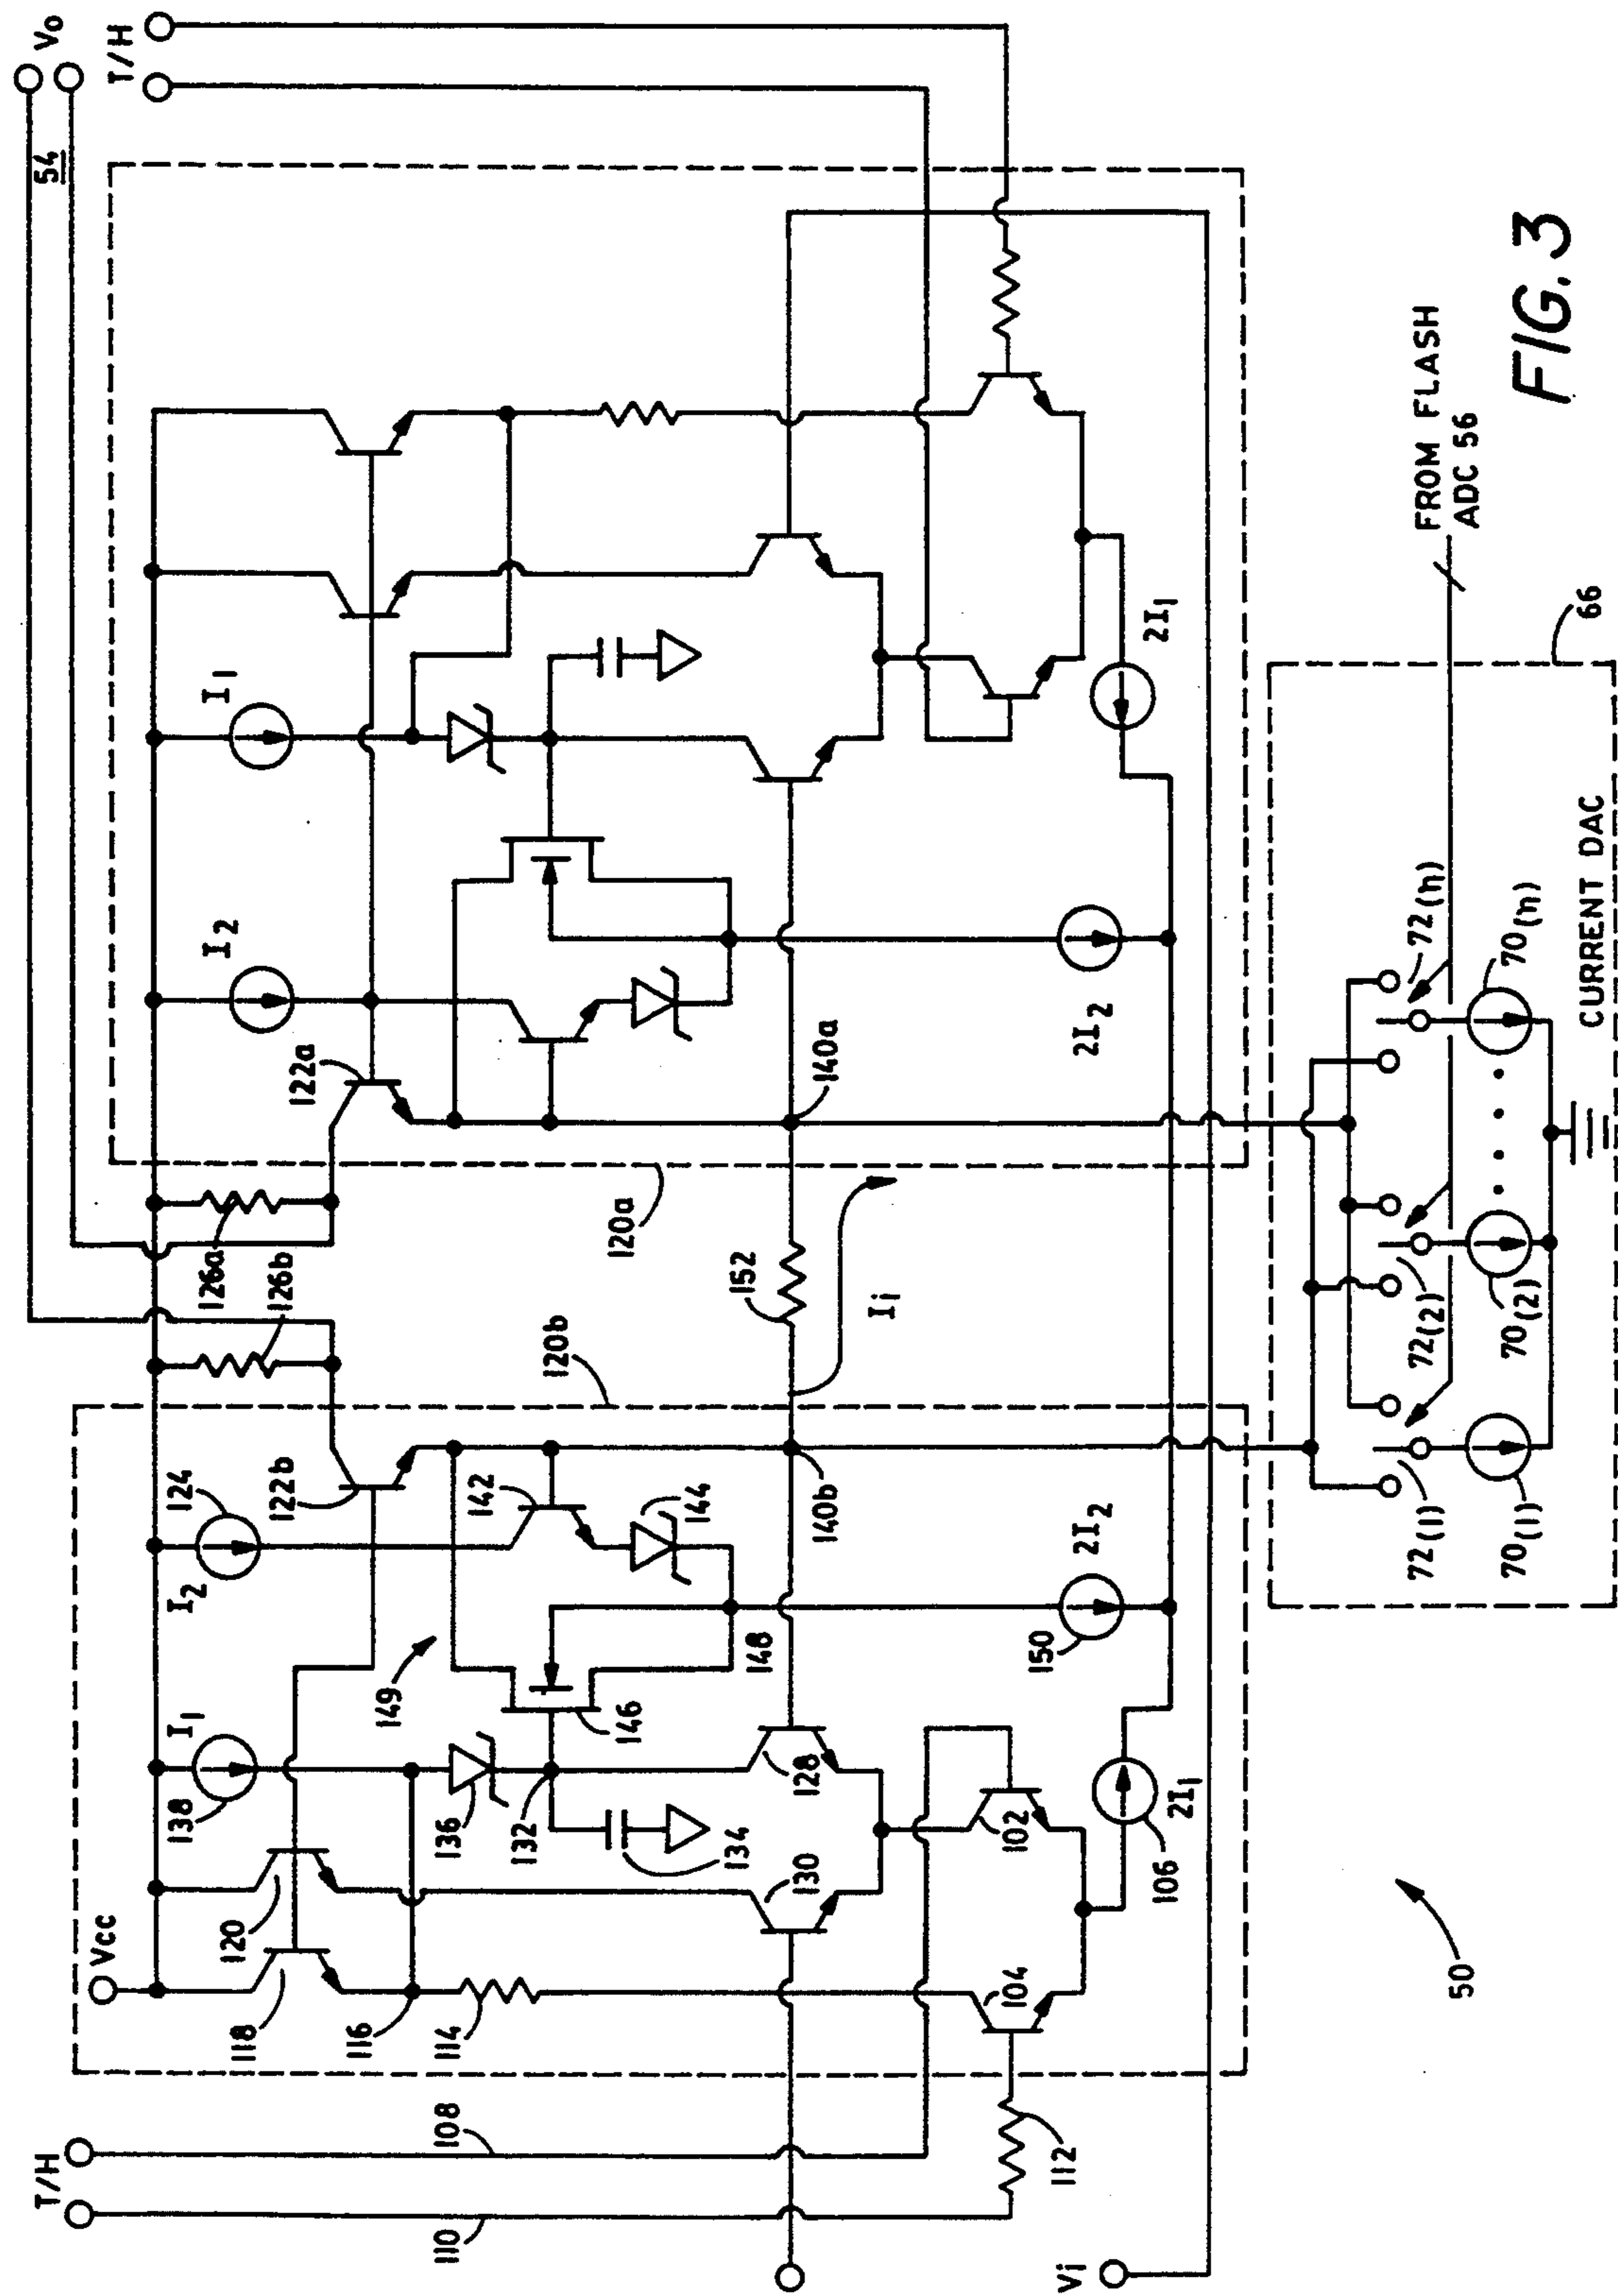 T/H
110
108
Vcc
118
120
116
114
104
112
I1
138
136
132
134
130
128
102
106
2I1
I2
124
122b
149
142
144
146
148
150
2I2
140b
120b
126b
126a
152
Ii
120a
122a
140a
I2
2I2
I1
2I1
54
Vo
T/H
Vi
50
72(1)
70(1)
72(2)
70(2)
72(n)
70(n)
CURRENT DAC
66
FROM FLASH
ADC 56
FIG. 3